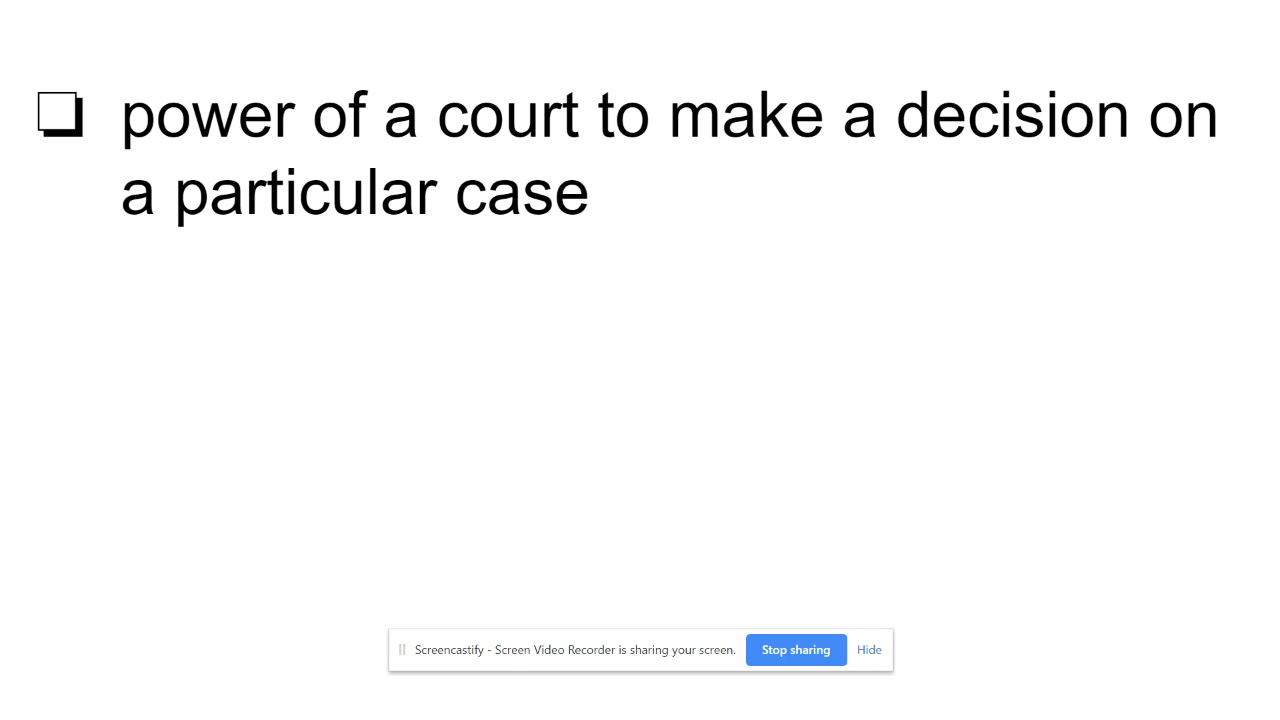 ❏ power of a court to make a decision on
a particular case
Screencastify - Screen Video Recorder is sharing your screen. Stop sharing Hide